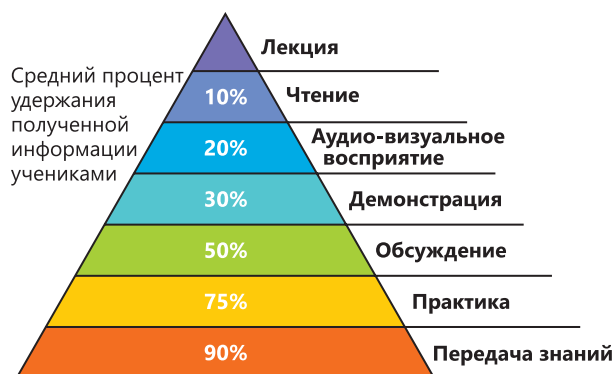 Лекция
Средний процент
удержания
полученной
информации
учениками
10%
Чтение
20%
Аудио-визуальное
восприятие
30%
Демонстрация
50%
Обсуждение
75%
Практика
90%
Передача знаний